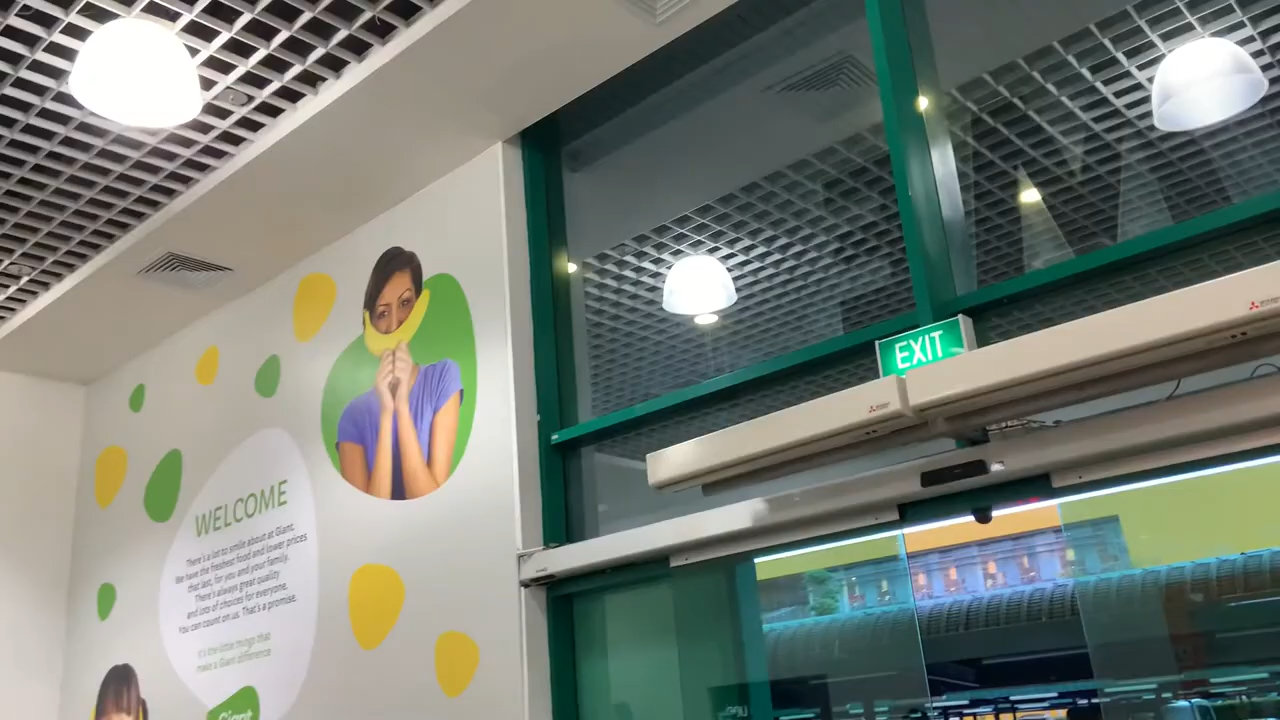 WELCOME
There's a lot to smile about at Giant.
We have the freshest food and lower prices
that last, for you and your family.
There's always great quality
and lots of choices for everyone.
You can count on us. That's a promise.
It's the little things that
make a Giant difference
Giant
EXIT